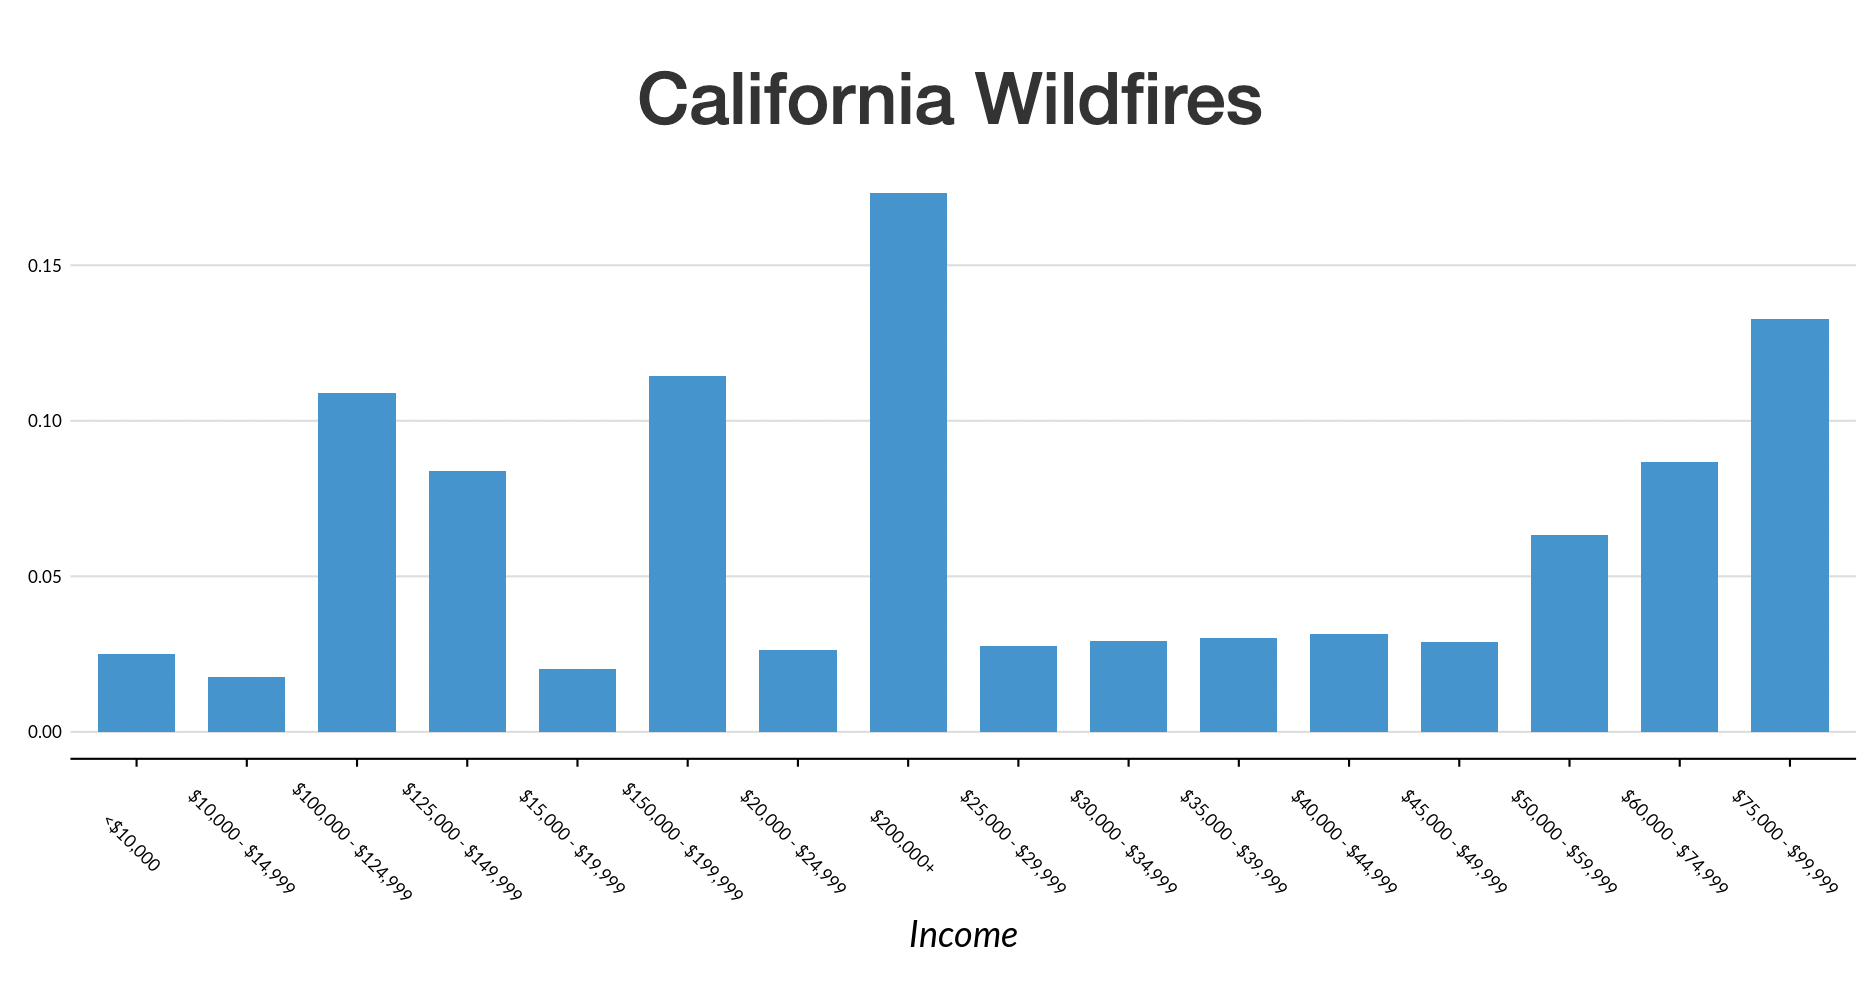 California Wildfires
0.15
0.10
0.05
0.00
<$10,000
$10,000 - $14,999
$100,000 - $124,999
$125,000 - $149,999
$15,000 - $19,999
$150,000 - $199,999
$20,000 - $24,999
$200,000+
$25,000 - $29,999
$30,000 - $34,999
$35,000 - $39,999
$40,000 - $44,999
$45,000 - $49,999
$50,000 - $59,999
$60,000 - $74,999
$75,000 - $99,999
Income